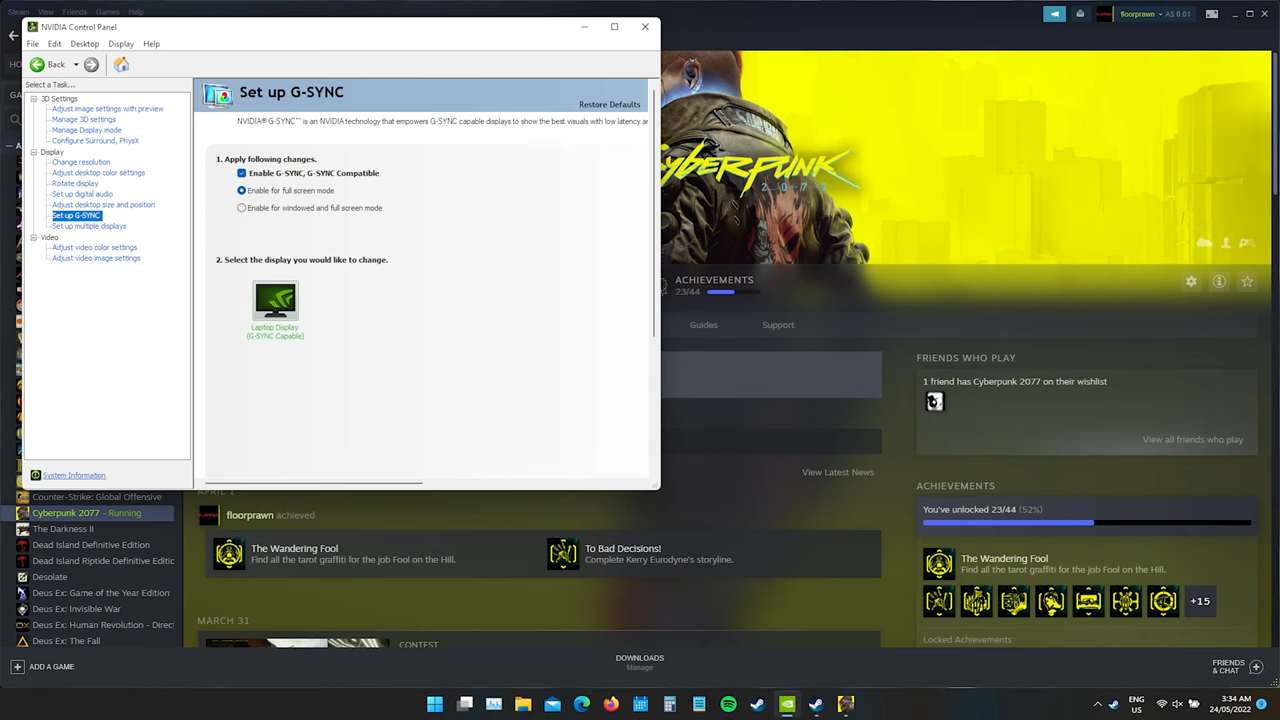 Steam View Friends Games Help
floorprawn A$ 0.01
NVIDIA Control Panel
File Edit Desktop Display Help
Back
Select a Task...
3D Settings
Adjust image settings with preview
Manage 3D settings
Manage Display mode
Configure Surround, PhysX
Display
Change resolution
Adjust desktop color settings
Rotate display
Set up digital audio
Adjust desktop size and position
Set up G-SYNC
Set up multiple displays
Video
Adjust video color settings
Adjust video image settings
System Information
Set up G-SYNC
Restore Defaults
NVIDIA® G-SYNC™ is an NVIDIA technology that empowers G-SYNC capable displays to show the best visuals with low latency
1. Apply following changes.
Enable G-SYNC, G-SYNC Compatible
Enable for full screen mode
Enable for windowed and full screen mode
2. Select the display you would like to change.
Laptop Display
(G-SYNC Capable)
CYBERPUNK
2077
ACHIEVEMENTS
23/44
Guides Support
FRIENDS WHO PLAY
1 friend has Cyberpunk 2077 on their wishlist
View all friends who play
View Latest News
ACHIEVEMENTS
You've unlocked 23/44 (52%)
The Wandering Fool
Find all the tarot graffiti for the job Fool on the Hill.
+15
Locked Achievements
APRIL 1
floorprawn achieved
The Wandering Fool
Find all the tarot graffiti for the job Fool on the Hill.
To Bad Decisions!
Complete Kerry Eurodyne's storyline.
MARCH 31
CONTEST
Counter-Strike: Global Offensive
Cyberpunk 2077 - Running
The Darkness II
Dead Island Definitive Edition
Dead Island Riptide Definitive Editic
Desolate
Deus Ex: Game of the Year Edition
Deus Ex: Invisible War
Deus Ex: Human Revolution - Direct
Deus Ex: The Fall
ADD A GAME
DOWNLOADS
Manage
FRIENDS
& CHAT
ENG
US
3:34 AM
24/05/2022